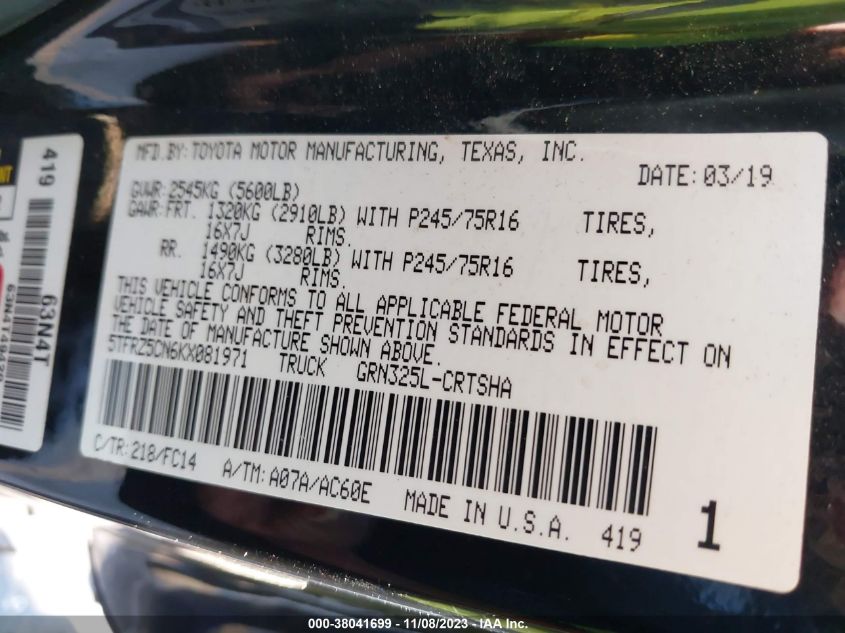 MFD.BY:TOYOTA MOTOR MANUFACTURING, TEXAS, INC.
DATE:03/19
GVWR:2545KG (5600LB)
GAWR:FRT. 1320KG (2910LB) WITH P245/75R16 TIRES,
16X7J RIMS.
RR. 1490KG (3280LB) WITH P245/75R16 TIRES,
16X7J RIMS.
THIS VEHICLE CONFORMS TO ALL APPLICABLE FEDERAL MOTOR
VEHICLE SAFETY AND THEFT PREVENTION STANDARDS IN EFFECT ON
THE DATE OF MANUFACTURE SHOWN ABOVE.
5TFRZ5CN6KX081971 TRUCK GRN325L-CRTSHA
C/TR:218/FC14 A/TM:A07A/AC60E MADE IN U.S.A. 419 1
419
63N4T
000-38041699 | 11/08/2023 - IAA Inc.